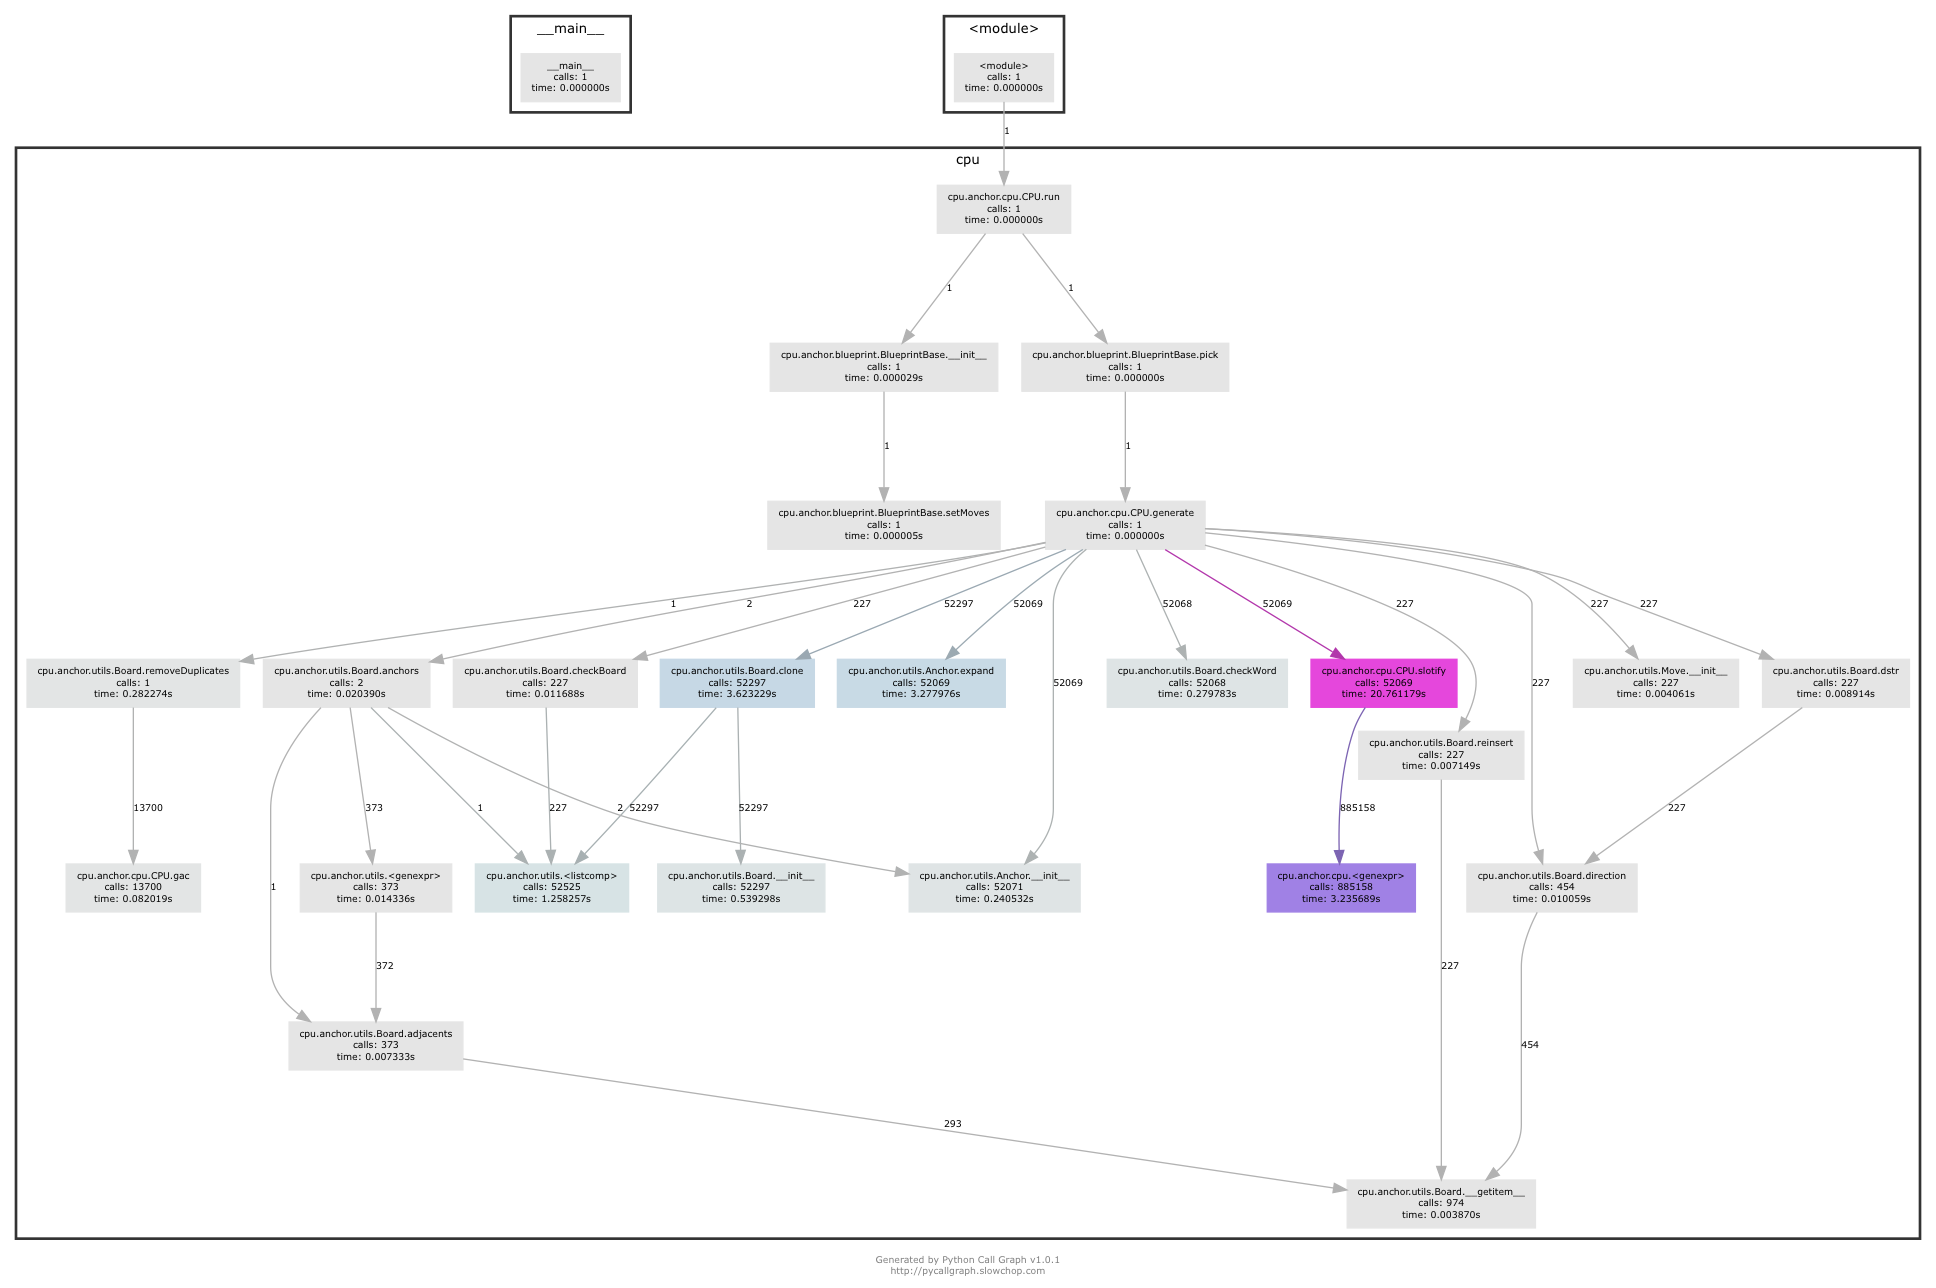 __main__
<module>
__main__
calls: 1
time: 0.000000s
<module>
calls: 1
time: 0.000000s
1
cpu
cpu.anchor.cpu.CPU.run
calls: 1
time: 0.000000s
1
1
cpu.anchor.blueprint.BlueprintBase.__init__
calls: 1
time: 0.000029s
cpu.anchor.blueprint.BlueprintBase.pick
calls: 1
time: 0.000000s
1
1
cpu.anchor.blueprint.BlueprintBase.setMoves
calls: 1
time: 0.000005s
cpu.anchor.cpu.CPU.generate
calls: 1
time: 0.000000s
1
2
227
52297
52069
52068
52069
227
227
227
cpu.anchor.utils.Board.removeDuplicates
calls: 1
time: 0.282274s
cpu.anchor.utils.Board.anchors
calls: 2
time: 0.020390s
cpu.anchor.utils.Board.checkBoard
calls: 227
time: 0.011688s
cpu.anchor.utils.Board.clone
calls: 52297
time: 3.623229s
cpu.anchor.utils.Anchor.expand
calls: 52069
time: 3.277976s
52069
cpu.anchor.utils.Board.checkWord
calls: 52068
time: 0.279783s
cpu.anchor.cpu.CPU.slotify
calls: 52069
time: 20.761179s
227
cpu.anchor.utils.Move.__init__
calls: 227
time: 0.004061s
cpu.anchor.utils.Board.dstr
calls: 227
time: 0.008914s
cpu.anchor.utils.Board.reinsert
calls: 227
time: 0.007149s
13700
373
1
227
2
52297
52297
885158
227
cpu.anchor.cpu.CPU.gac
calls: 13700
time: 0.082019s
1
cpu.anchor.utils.<genexpr>
calls: 373
time: 0.014336s
cpu.anchor.utils.<listcomp>
calls: 52525
time: 1.258257s
cpu.anchor.utils.Board.__init__
calls: 52297
time: 0.539298s
cpu.anchor.utils.Anchor.__init__
calls: 52071
time: 0.240532s
cpu.anchor.cpu.<genexpr>
calls: 885158
time: 3.235689s
cpu.anchor.utils.Board.direction
calls: 454
time: 0.010059s
372
227
cpu.anchor.utils.Board.adjacents
calls: 373
time: 0.007333s
454
293
cpu.anchor.utils.Board.__getitem__
calls: 974
time: 0.003870s
Generated by Python Call Graph v1.0.1
http://pycallgraph.slowchop.com